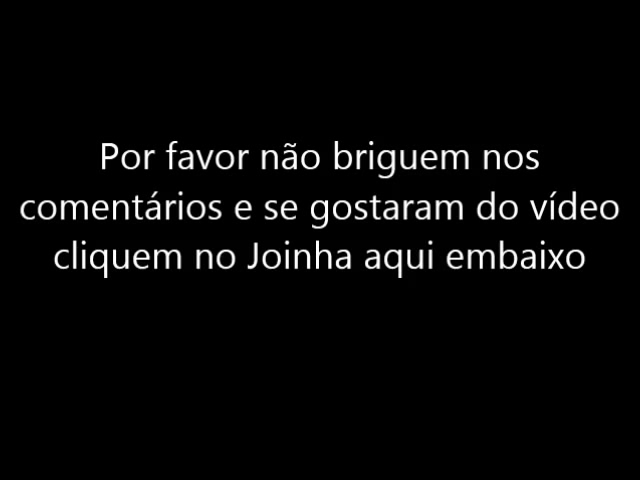 Por favor não briguem nos
comentários e se gostaram do vídeo
cliquem no Joinha aqui embaixo